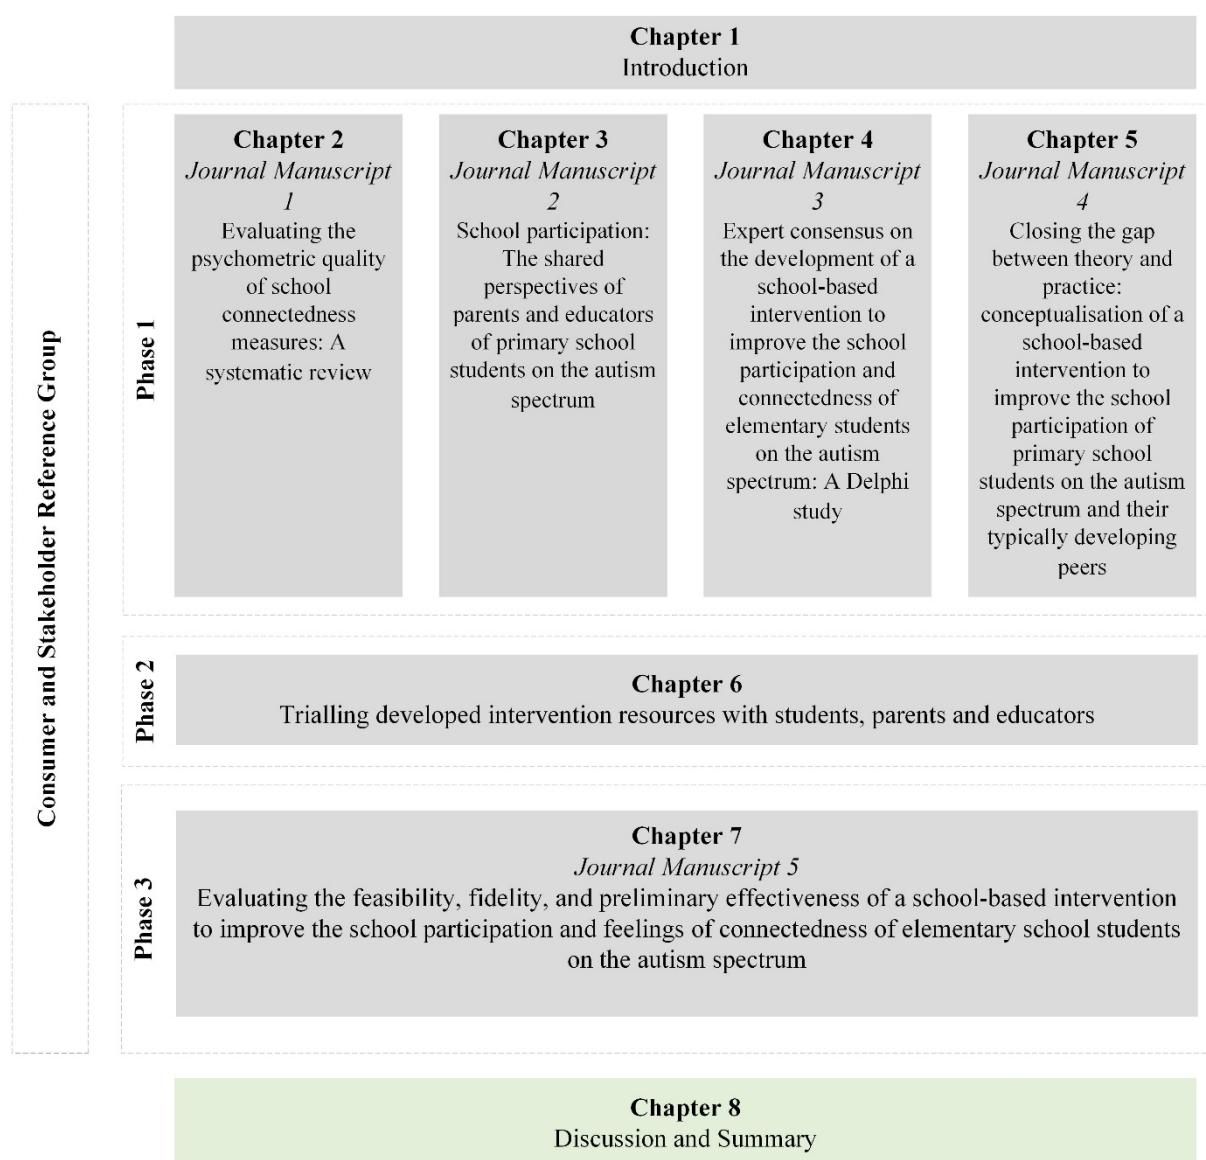 Chapter 1
Introduction
Consumer and Stakeholder Reference Group
Phase 1
Chapter 2
Journal Manuscript
1
Evaluating the
psychometric quality
of school
connectedness
measures: A
systematic review
Chapter 3
Journal Manuscript
2
School participation:
The shared
perspectives of
parents and educators
of primary school
students on the autism
spectrum
Chapter 4
Journal Manuscript
3
Expert consensus on
the development of a
school-based
intervention to
improve the school
participation and
connectedness of
elementary students
on the autism
spectrum: A Delphi
study
Chapter 5
Journal Manuscript
4
Closing the gap
between theory and
practice:
conceptualisation of a
school-based
intervention to
improve the school
participation of
primary school
students on the autism
spectrum and their
typically developing
peers
Phase 2
Chapter 6
Trialling developed intervention resources with students, parents and educators
Phase 3
Chapter 7
Journal Manuscript 5
Evaluating the feasibility, fidelity, and preliminary effectiveness of a school-based intervention
to improve the school participation and feelings of connectedness of elementary school students
on the autism spectrum
Chapter 8
Discussion and Summary